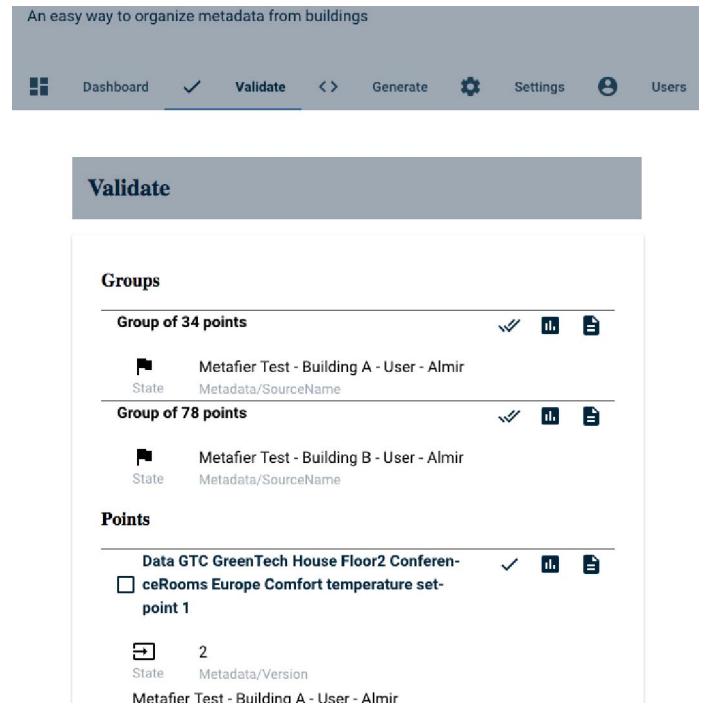 An easy way to organize metadata from buildings
Dashboard Validate Generate Settings Users
Validate
Groups
Group of 34 points
Metafier Test - Building A - User - Almir
State Metadata/SourceName
Group of 78 points
Metafier Test - Building B - User - Almir
State Metadata/SourceName
Points
Data GTC GreenTech House Floor2 Conferen-
ceRooms Europe Comfort temperature set-
point 1
2
State Metadata/Version
Metafier Test - Building A - User - Almir